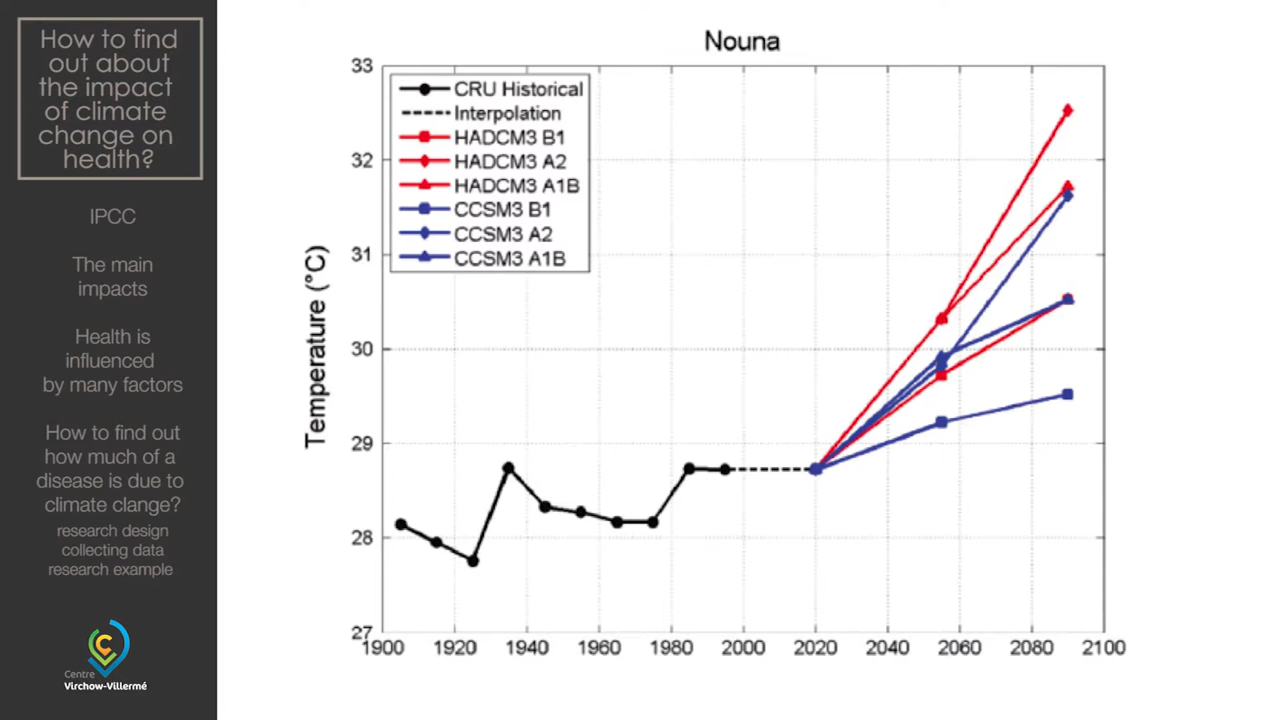 How to find
out about
the impact
of climate
change on
health?
IPCC
The main
impacts
Health is
influenced
by many factors
How to find out
how much of a
disease is due to
climate change?
research design
collecting data
research example
Centre
Virchow-Villermé
Nouna
CRU Historical
Interpolation
HADCM3 B1
HADCM3 A2
HADCM3 A1B
CCSM3 B1
CCSM3 A2
CCSM3 A1B
Temperature (°C)
33
32
31
30
29
28
27
1900 1920 1940 1960 1980 2000 2020 2040 2060 2080 2100